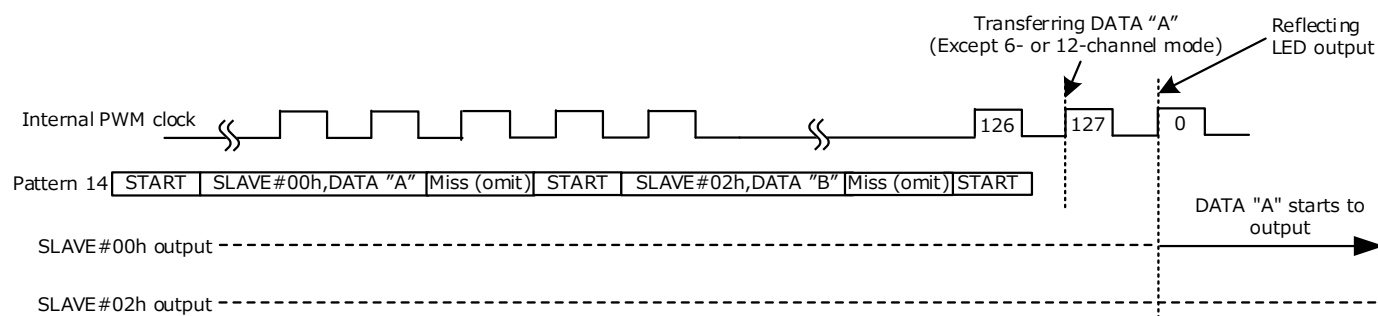 Transferring DATA “A”
(Except 6- or 12-channel mode)
Reflecting
LED output
Internal PWM clock
126
127
0
Pattern 14
START
SLAVE#00h,DATA ”A”
Miss (omit)
START
SLAVE#02h,DATA ”B”
Miss (omit)
START
DATA "A" starts to
output
SLAVE#00h output
SLAVE#02h output